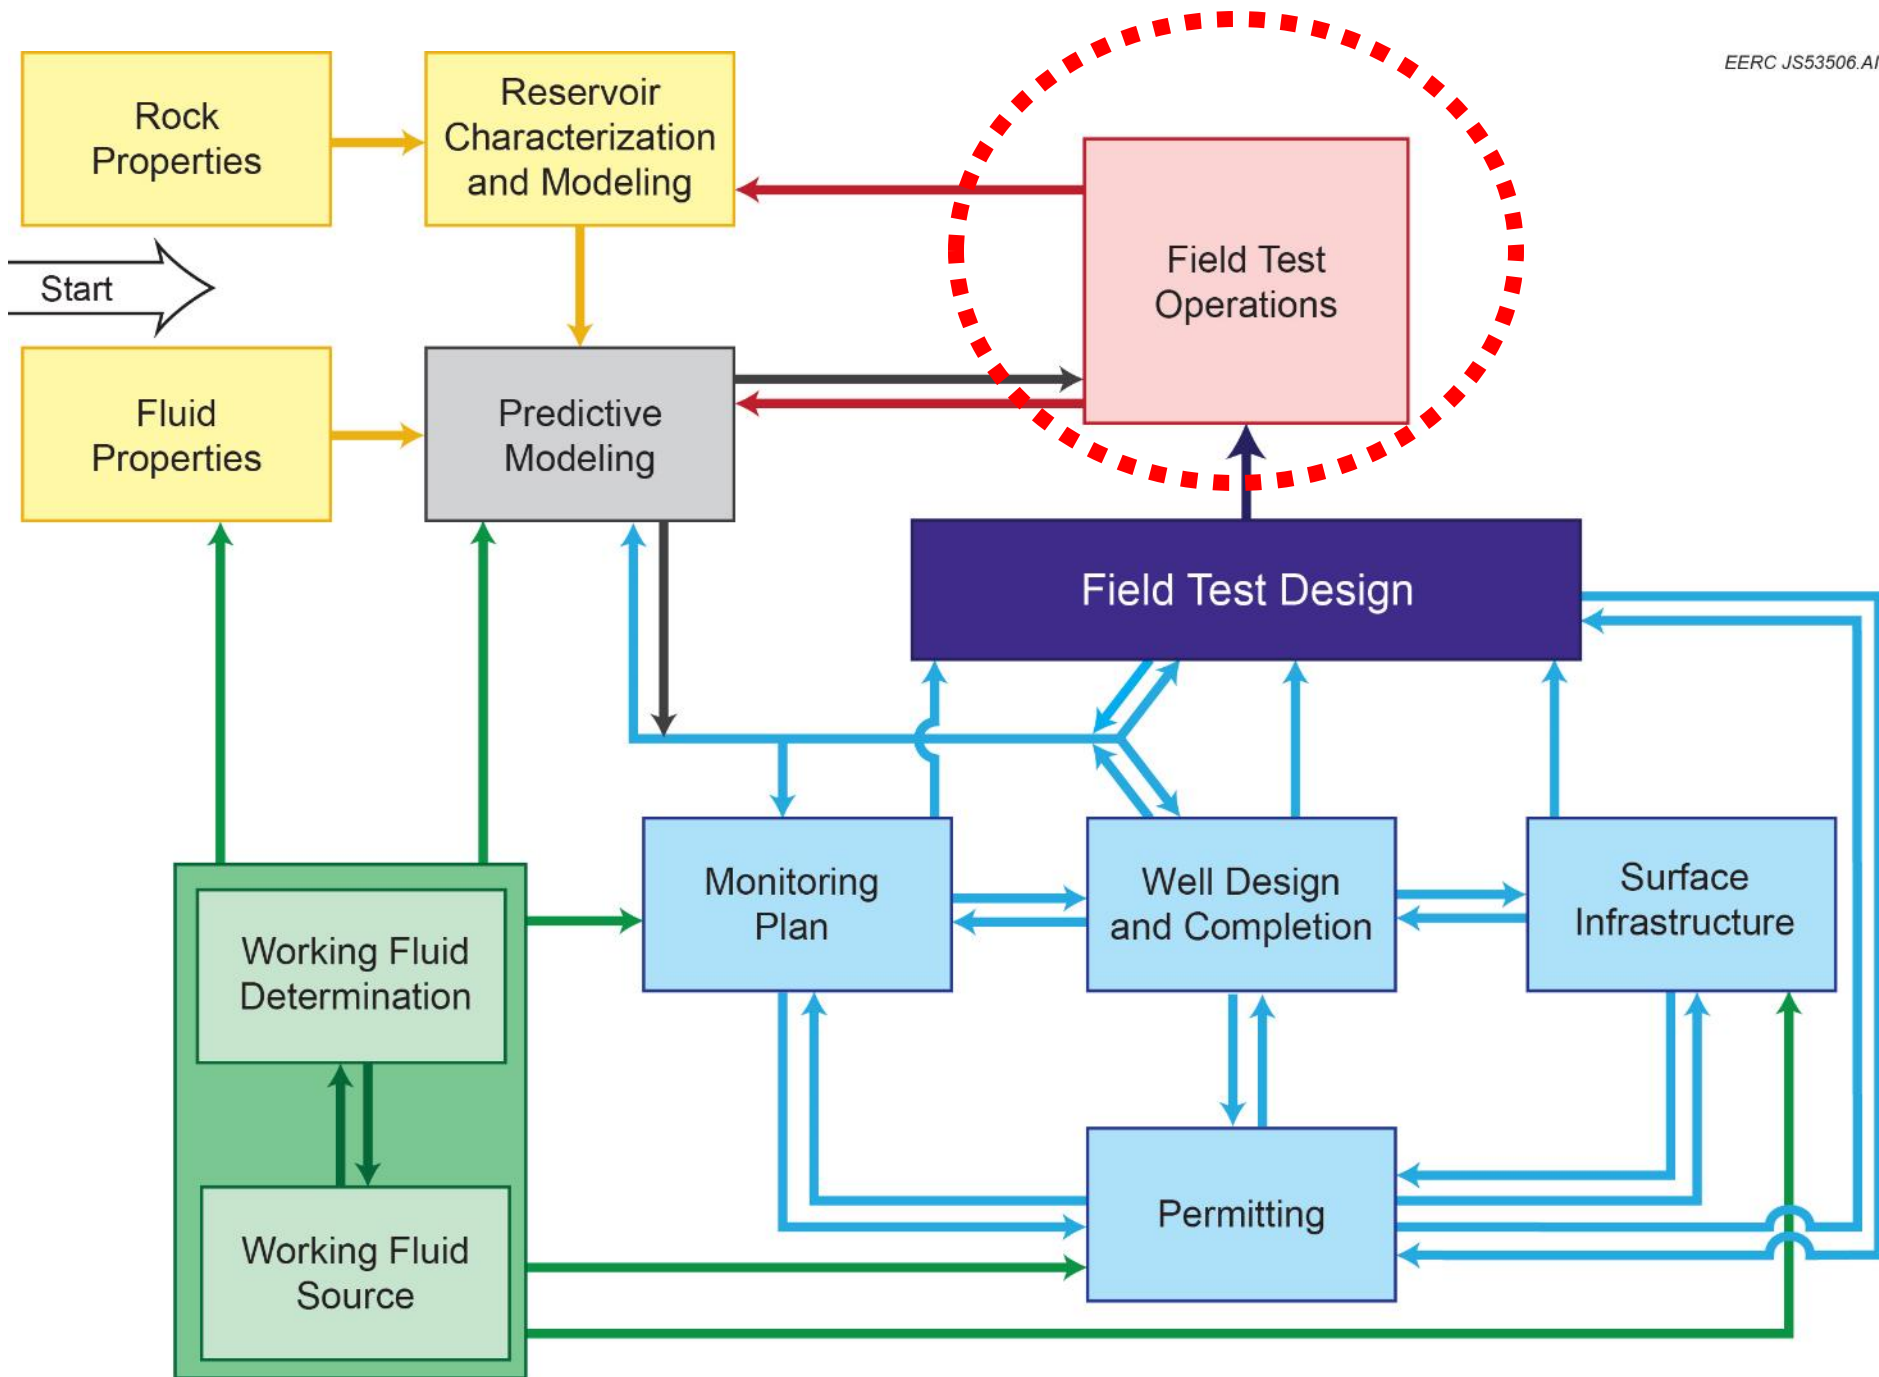 EERC JS53506.AI
Rock
Properties
Reservoir
Characterization
and Modeling
Field Test
Operations
Start
Fluid
Properties
Predictive
Modeling
Field Test Design
Monitoring
Plan
Well Design
and Completion
Surface
Infrastructure
Working Fluid
Determination
Permitting
Working Fluid
Source